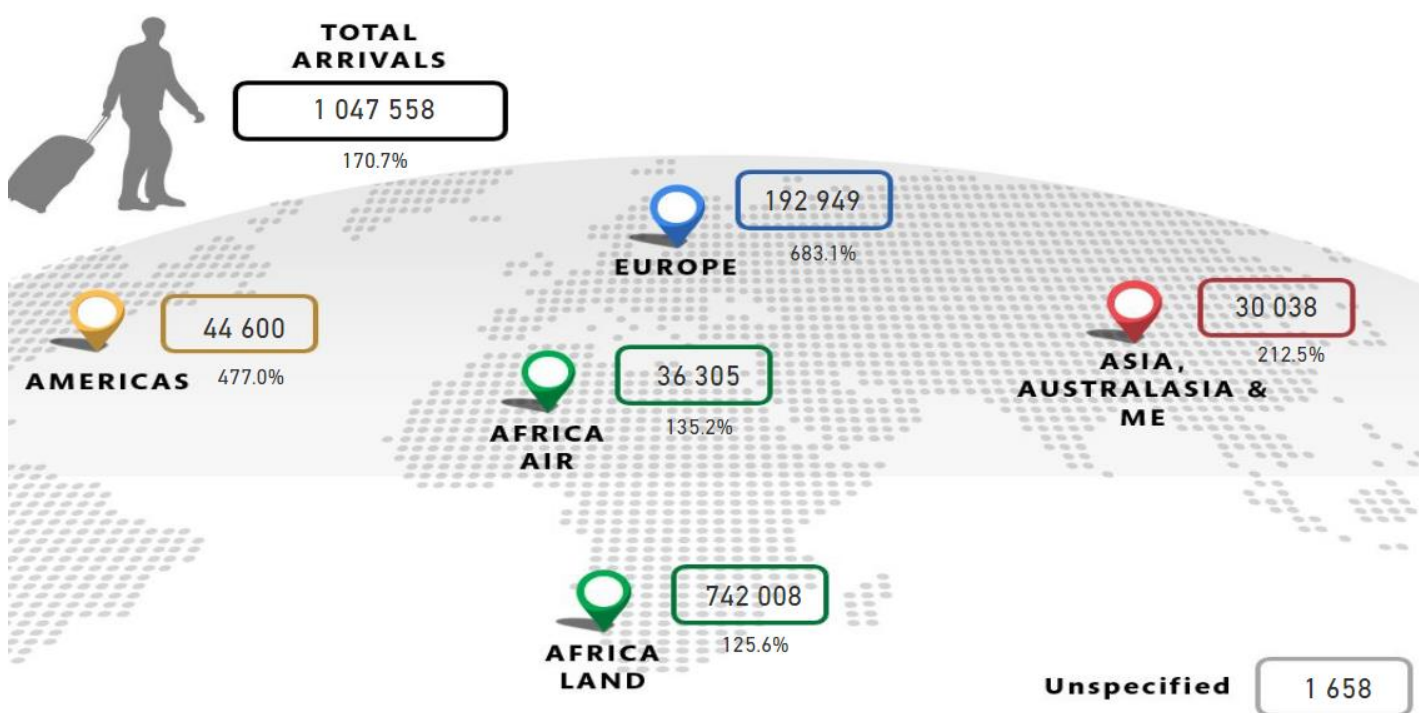 TOTAL
ARRIVALS
1 047 558
170.7%
192 949
EUROPE
683.1%
44 600
AMERICAS
477.0%
30 038
212.5%
ASIA,
AUSTRALASIA &
ME
36 305
135.2%
AFRICA
AIR
742 008
125.6%
AFRICA
LAND
Unspecified
1 658